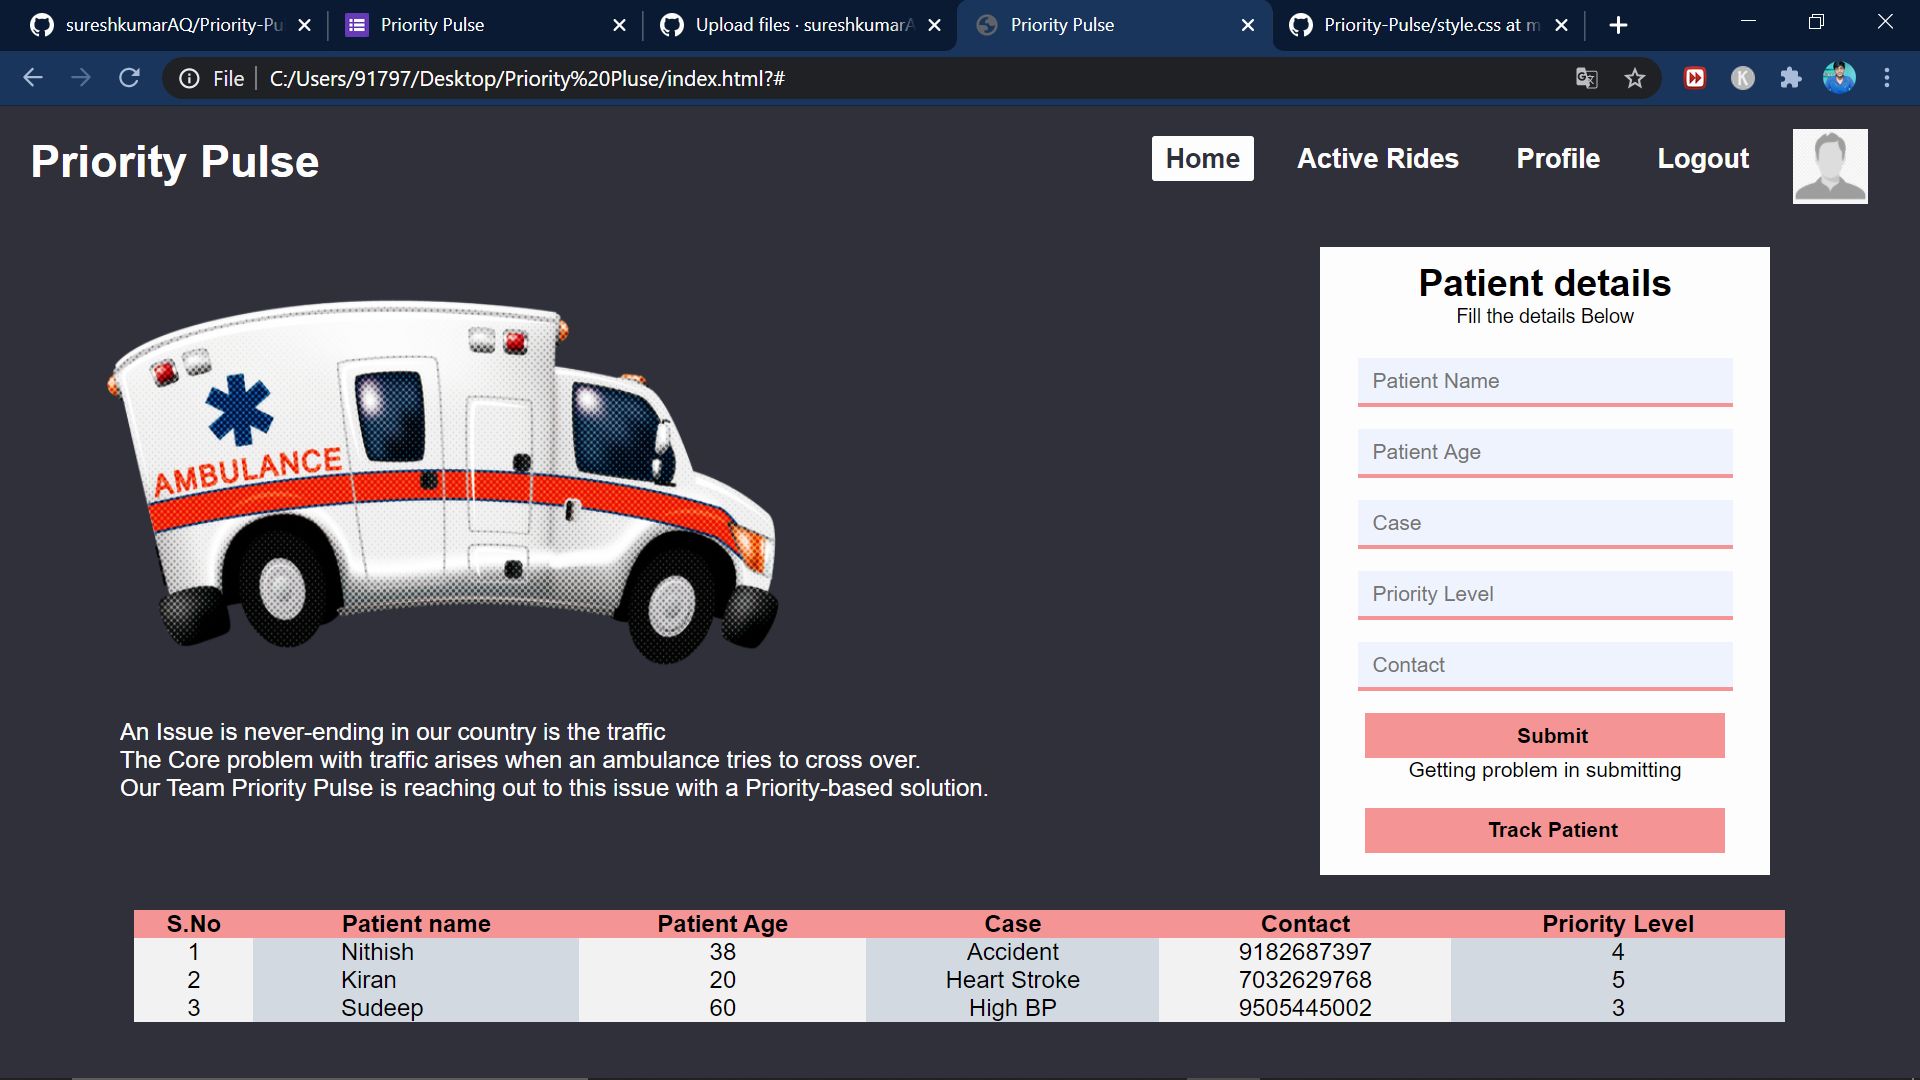 sureshkumarAQ/Priority-Pu
Priority Pulse
Upload files · sureshkumarA
Priority Pulse
Priority-Pulse/style.css at m
File
C:/Users/91797/Desktop/Priority%20Pluse/index.html?#
K
Priority Pulse
Home
Active Rides
Profile
Logout
AMBULANCE
An Issue is never-ending in our country is the traffic
The Core problem with traffic arises when an ambulance tries to cross over.
Our Team Priority Pulse is reaching out to this issue with a Priority-based solution.
Patient details
Fill the details Below
Patient Name
Patient Age
Case
Priority Level
Contact
Submit
Getting problem in submitting
Track Patient
S.No Patient name Patient Age Case Contact Priority Level
1 Nithish 38 Accident 9182687397 4
2 Kiran 20 Heart Stroke 7032629768 5
3 Sudeep 60 High BP 9505445002 3